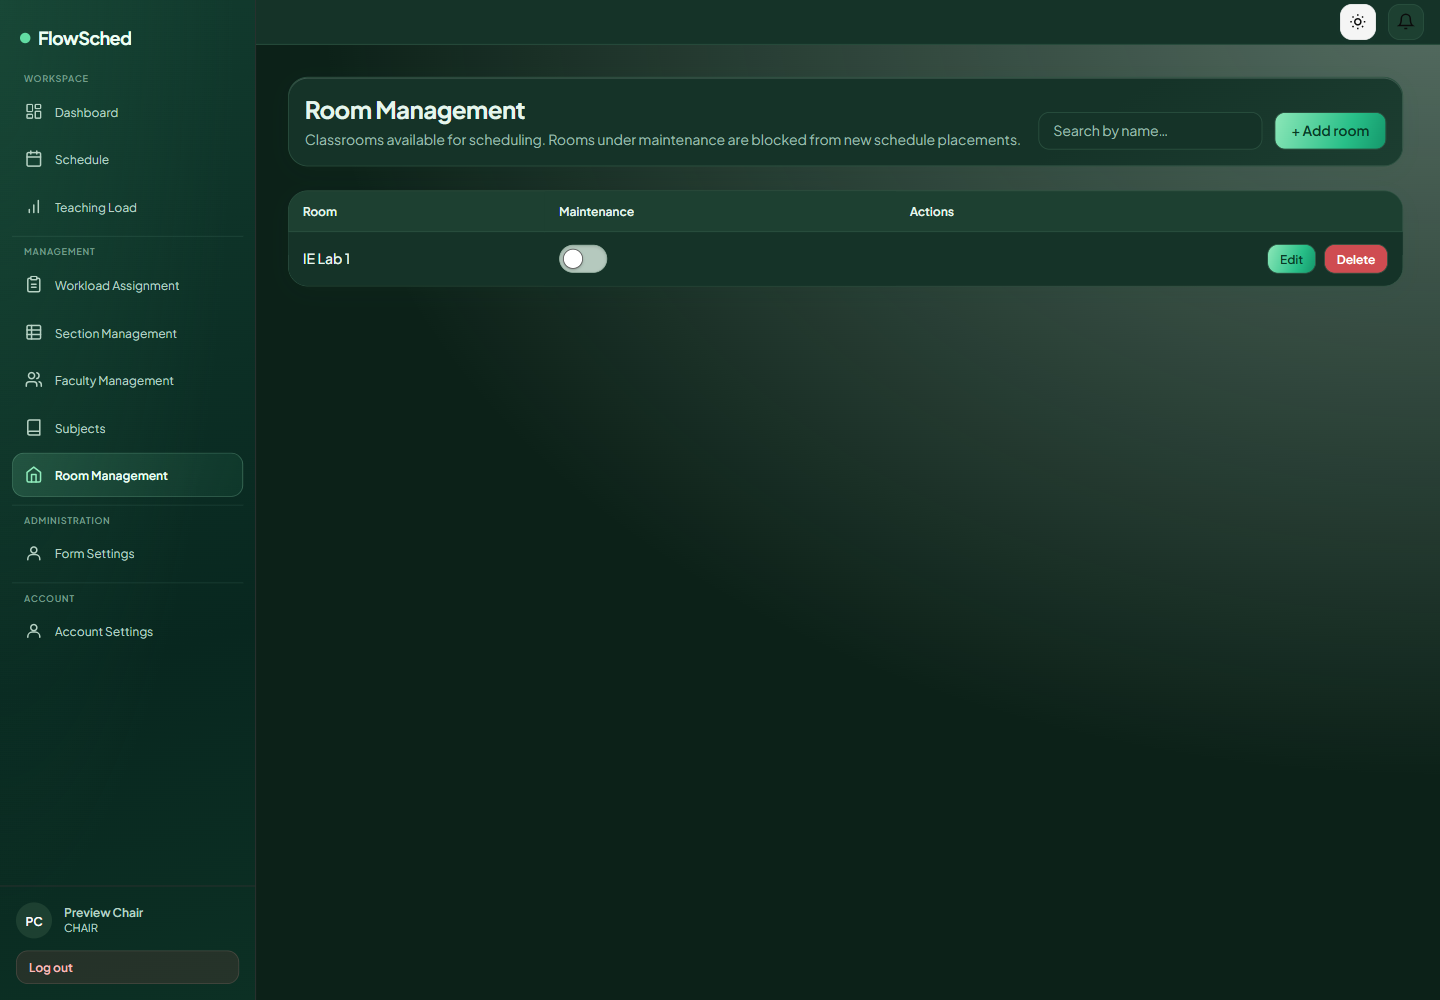 FlowSched
WORKSPACE
Dashboard
Schedule
Teaching Load
MANAGEMENT
Workload Assignment
Section Management
Faculty Management
Subjects
Room Management
ADMINISTRATION
Form Settings
ACCOUNT
Account Settings
PC
Preview Chair
CHAIR
Log out
Room Management
Classrooms available for scheduling. Rooms under maintenance are blocked from new schedule placements.
Search by name...
+ Add room
Room Maintenance Actions
IE Lab 1 Edit Delete